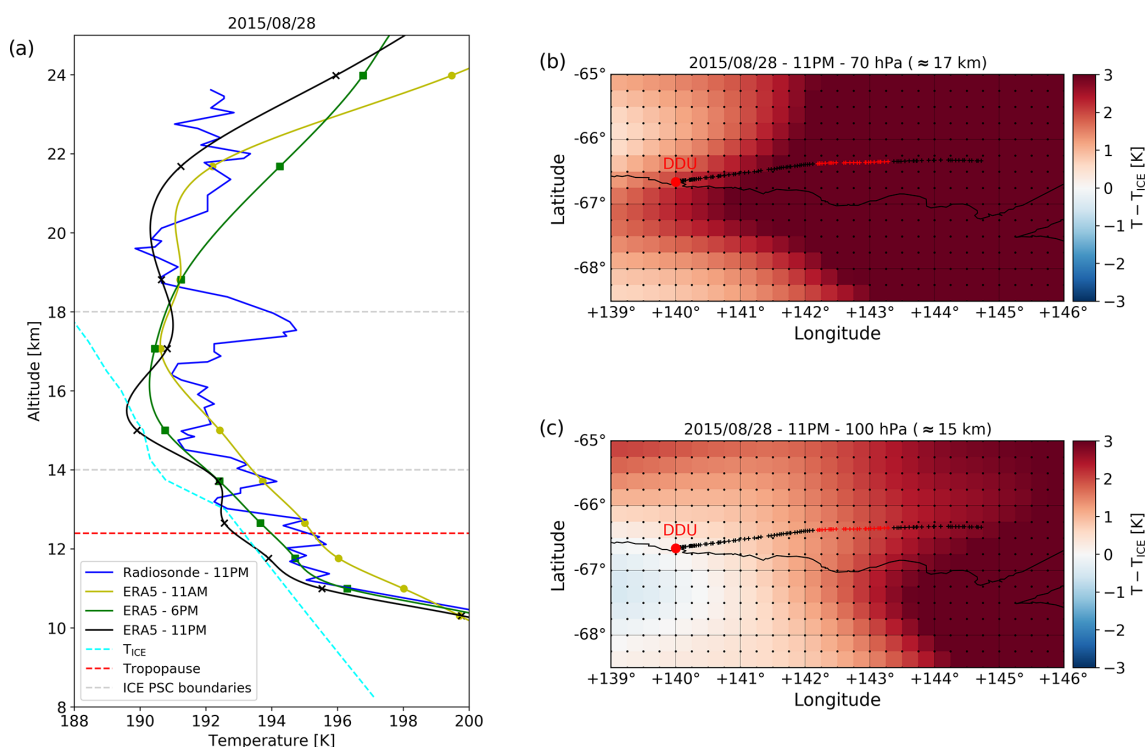 2015/08/28
(a)
24
22
20
18
16
14
12
10
8
Altitude [km]
188 190 192 194 196 198 200
Temperature [K]
Radiosonde - 11PM
ERA5 - 11AM
ERA5 - 6PM
ERA5 - 11PM
T_ICE
Tropopause
ICE PSC boundaries
(b)
2015/08/28 - 11PM - 70 hPa ( ≈ 17 km)
-65°
-66°
-67°
-68°
Latitude
DDU
+139° +140° +141° +142° +143° +144° +145° +146°
Longitude
3
2
1
0
−1
−2
−3
T − T_ICE [K]
(c)
2015/08/28 - 11PM - 100 hPa ( ≈ 15 km)
-65°
-66°
-67°
-68°
Latitude
DDU
+139° +140° +141° +142° +143° +144° +145° +146°
Longitude
3
2
1
0
−1
−2
−3
T − T_ICE [K]